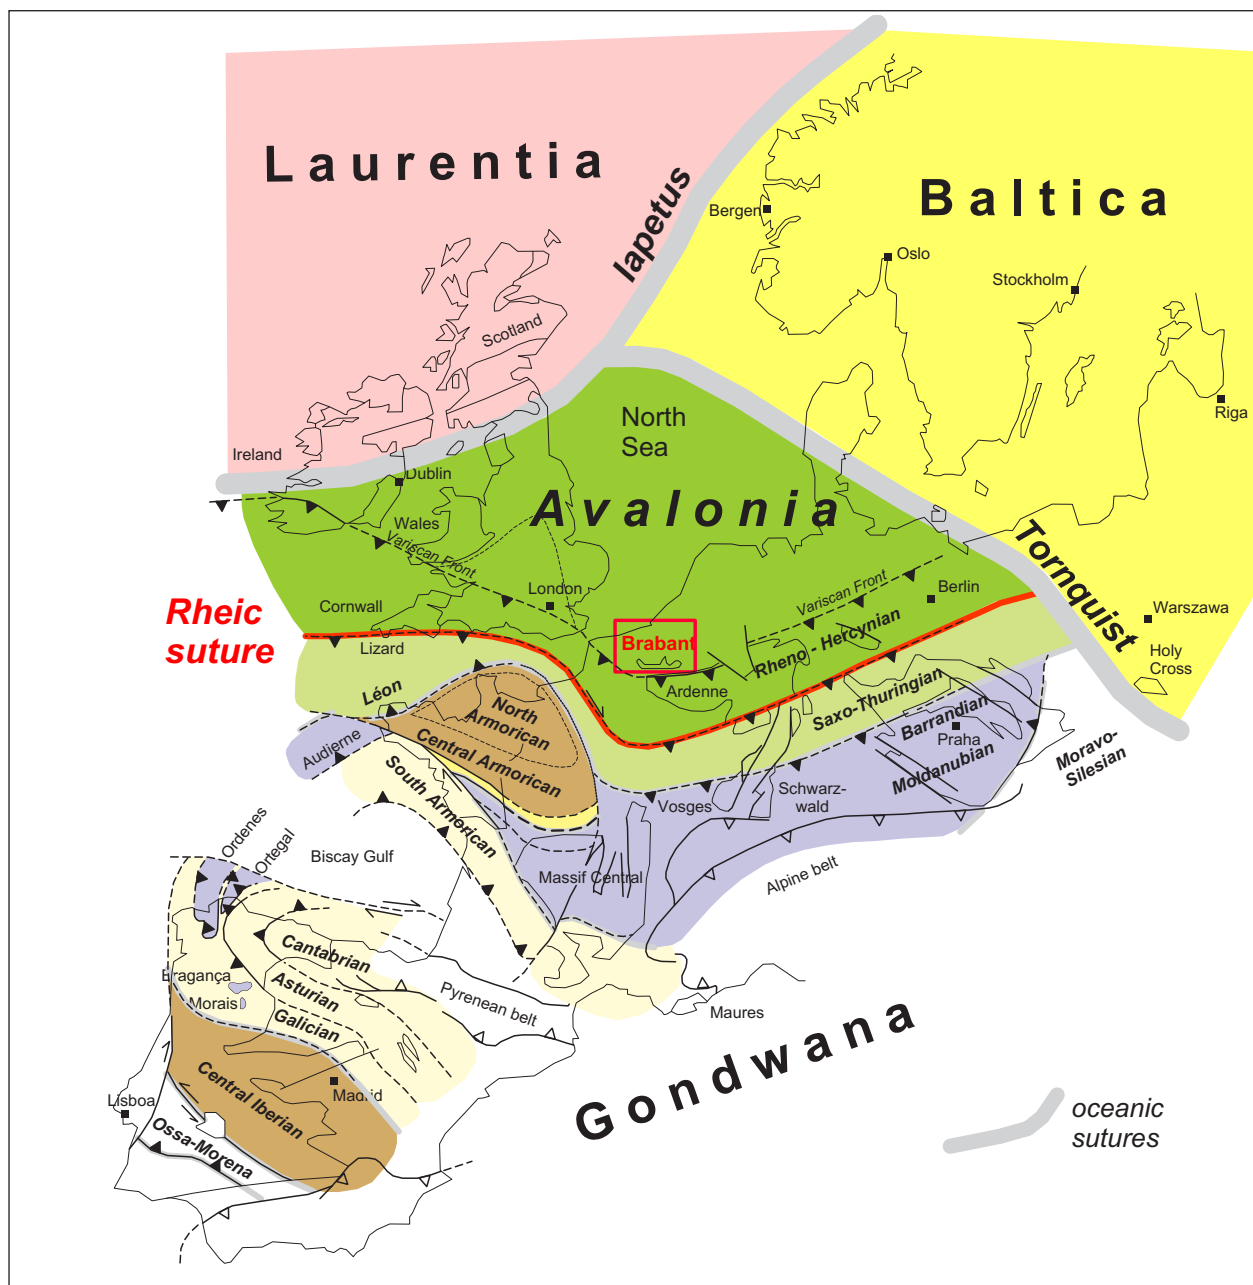 Laurentia
Baltica
Iapetus
Bergen
Oslo
Stockholm
Scotland
Riga
North
Sea
Ireland
Dublin
Avalonia
Wales
Variscan Front
Tornquist
London
Cornwall
Variscan Front
Berlin
Warszawa
Rheic
suture
Brabant
Rheno - Hercynian
Holy
Cross
Lizard
Ardenne
Léon
Saxo-Thuringian
North
Armorican
Barrandian
Praha
Audierne
Central Armorican
Moldanubian
Moravo-
Silesian
South Armorican
Vosges
Schwarz-
wald
Ordenes
Ortegal
Biscay Gulf
Massif Central
Alpine belt
Cantabrian
Bragança
Asturian
Morais
Galician
Pyrenean belt
Maures
Gondwana
Central Iberian
Madrid
Lisboa
Ossa-Morena
oceanic
sutures